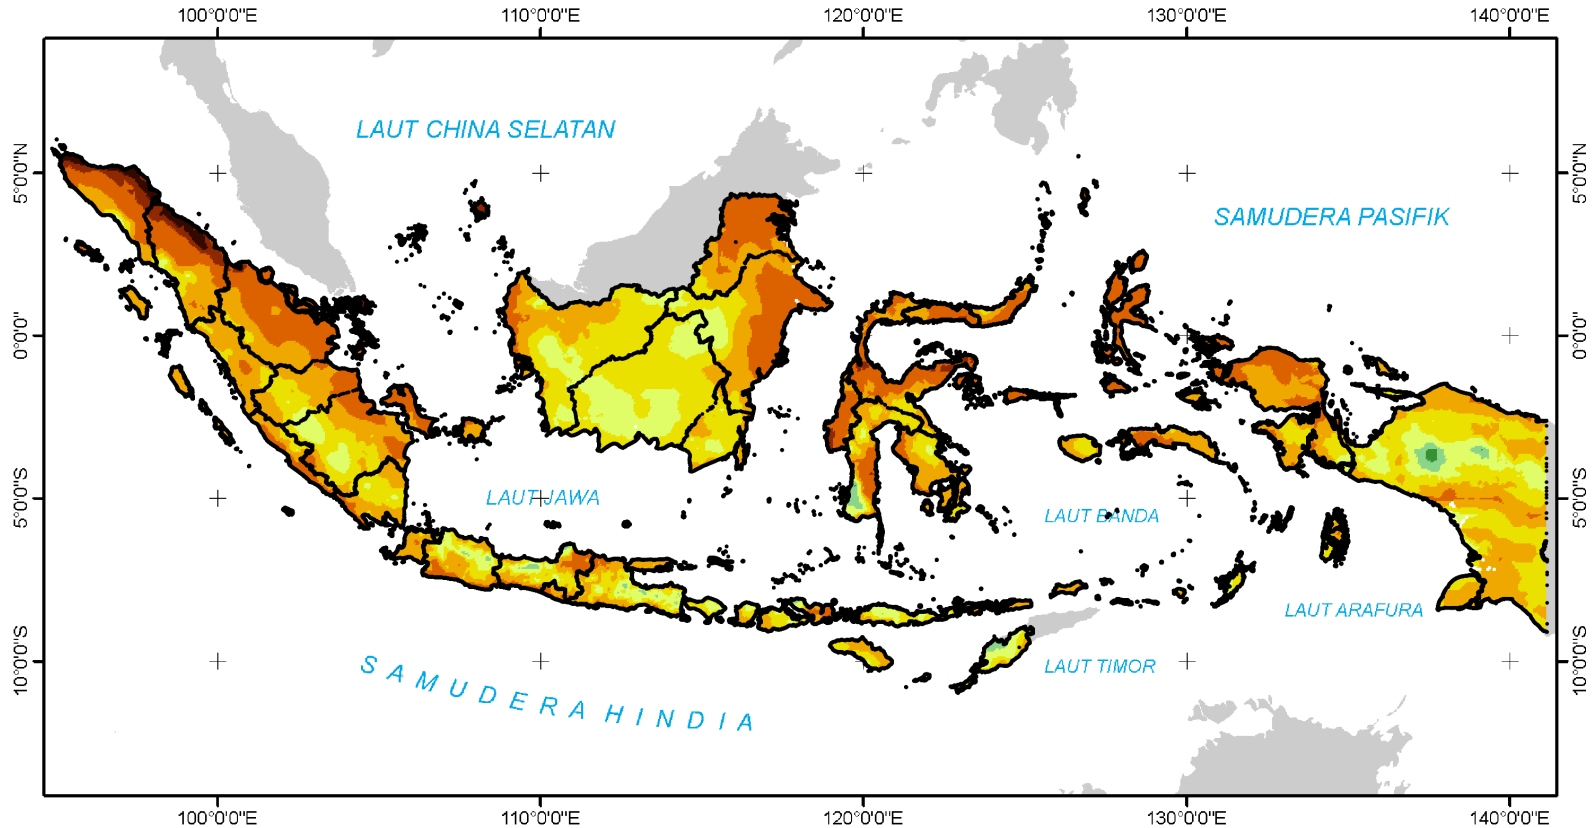 100°0'0"E 110°0'0"E 120°0'0"E 130°0'0"E 140°0'0"E
LAUT CHINA SELATAN
5°0'0"N 5°0'0"N
SAMUDERA PASIFIK
0°0'0" 0°0'0"
LAUT JAWA
5°0'0"S 5°0'0"S
LAUT BANDA
LAUT ARAFURA
10°0'0"S 10°0'0"S
LAUT TIMOR
SAMUDERA HINDIA
100°0'0"E 110°0'0"E 120°0'0"E 130°0'0"E 140°0'0"E